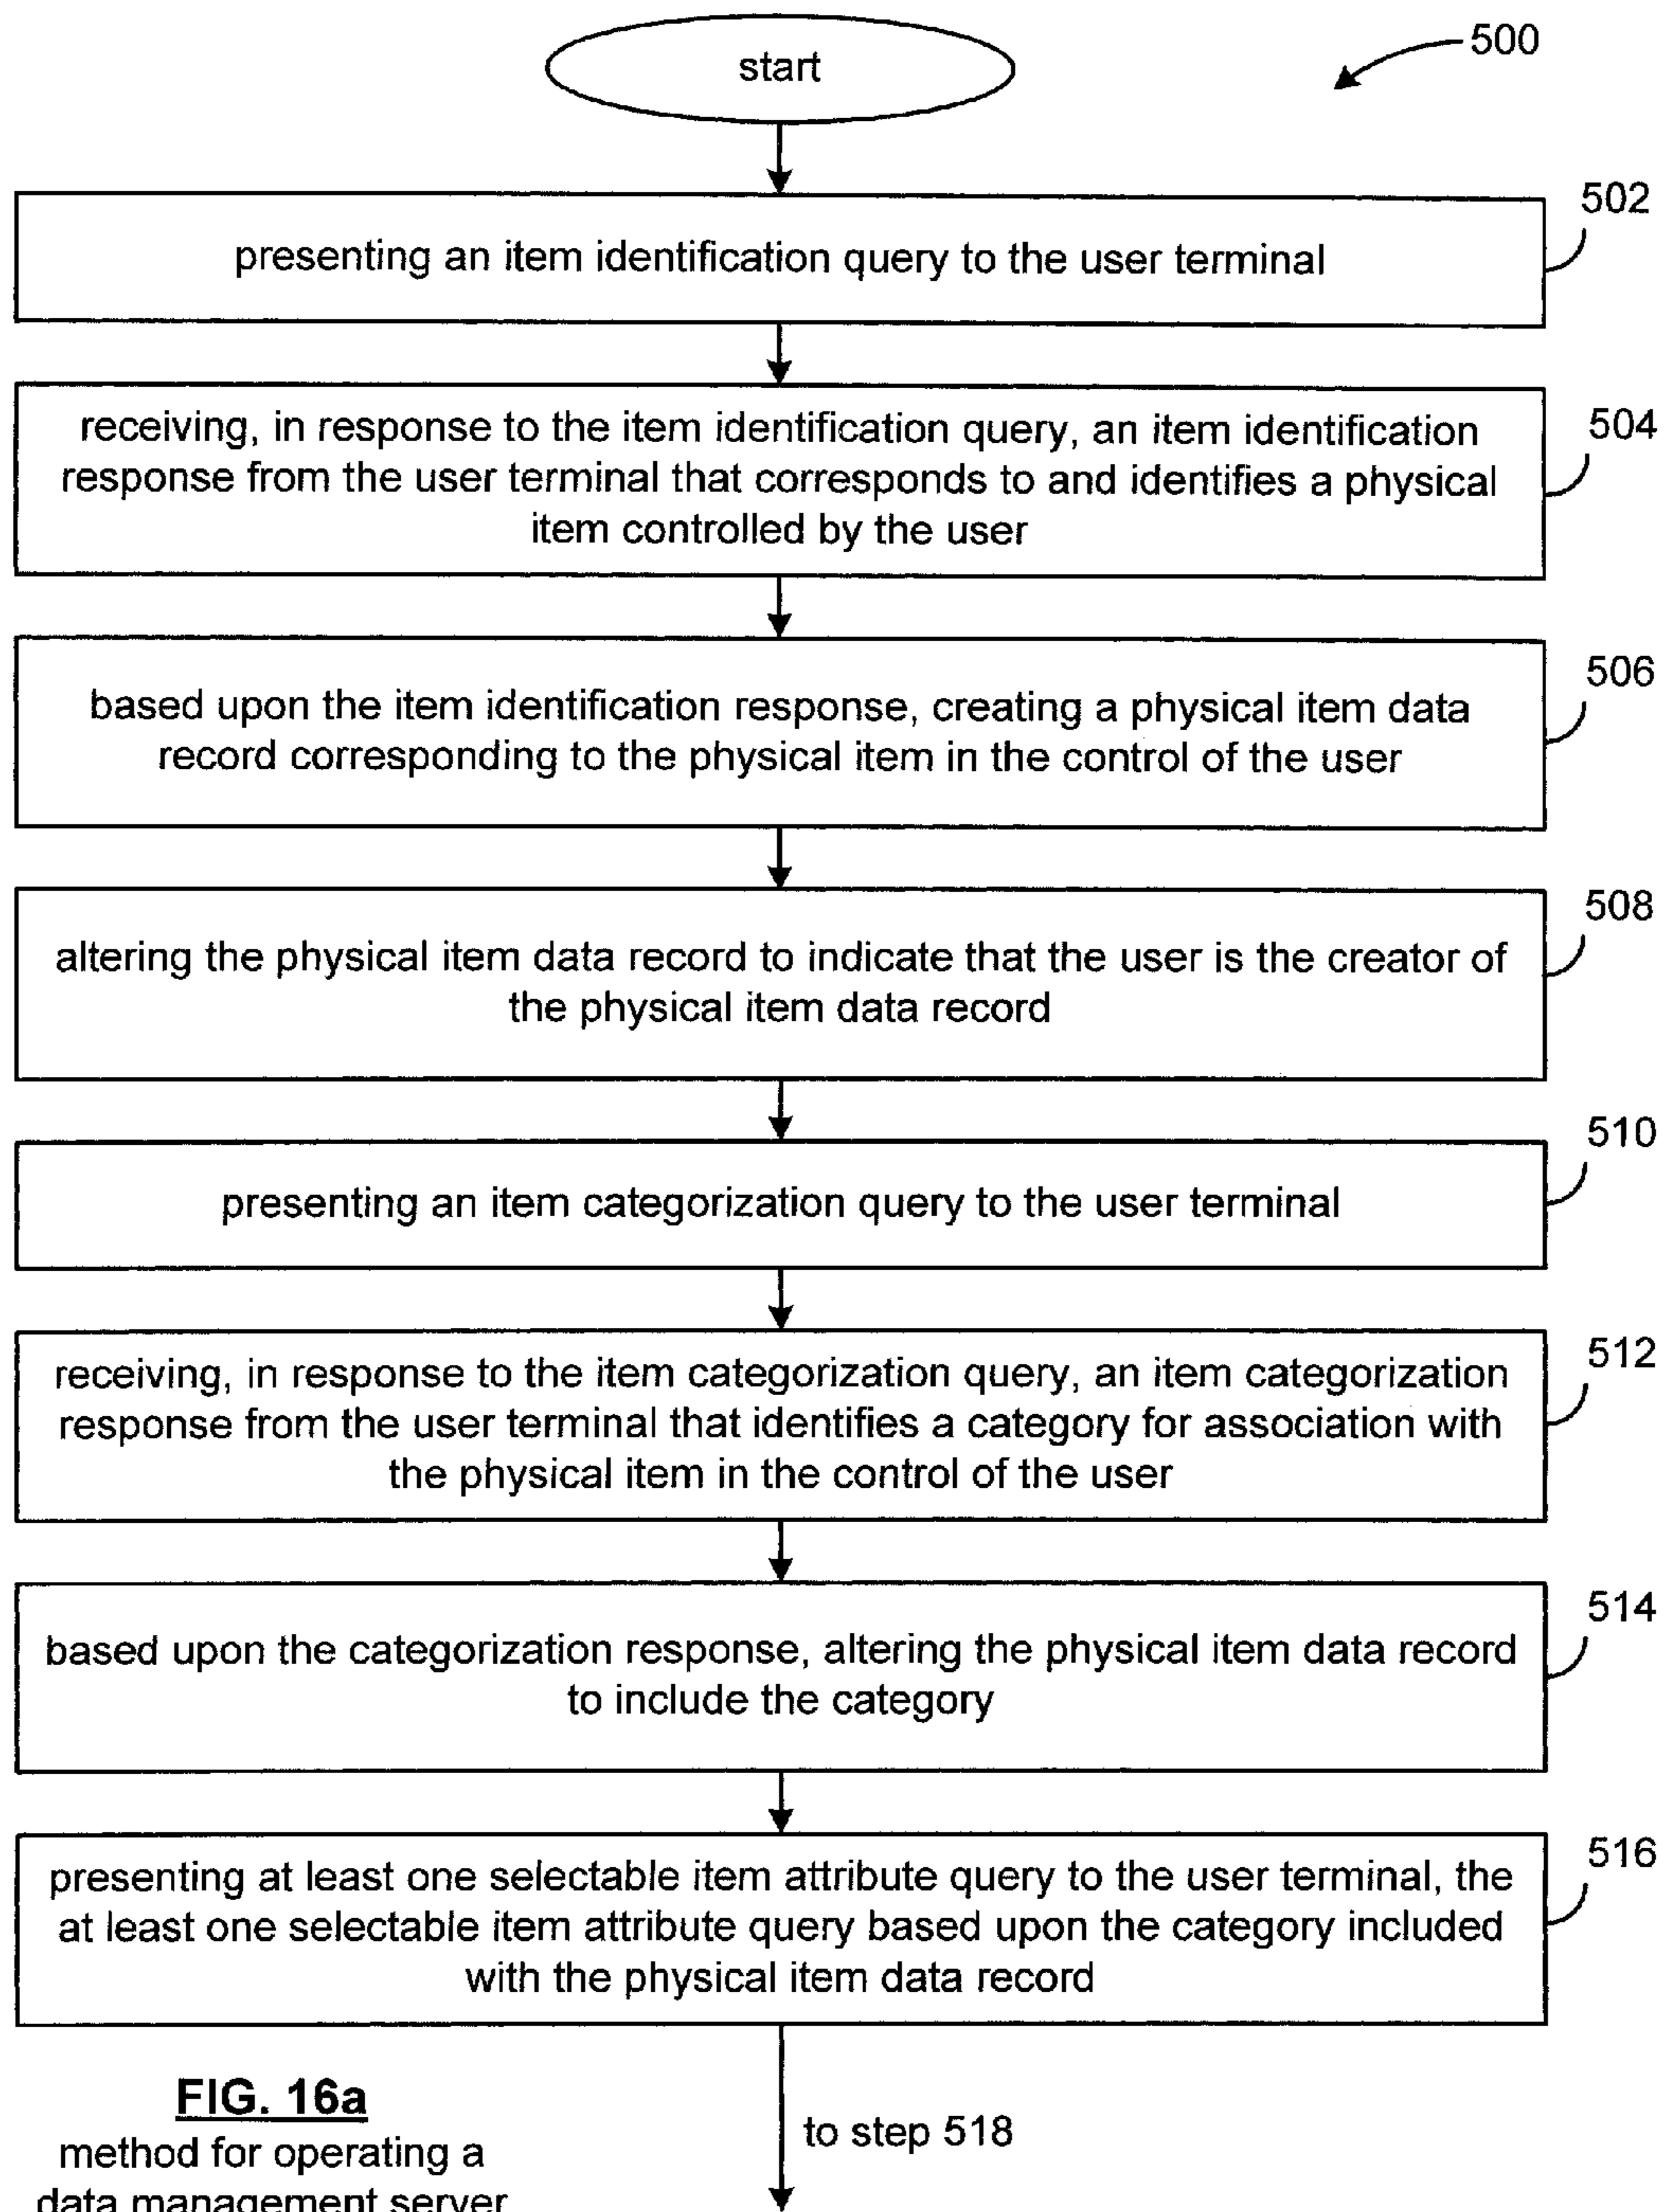 start
500
502
presenting an item identification query to the user terminal
504
receiving, in response to the item identification query, an item identification
response from the user terminal that corresponds to and identifies a physical
item controlled by the user
506
based upon the item identification response, creating a physical item data
record corresponding to the physical item in the control of the user
508
altering the physical item data record to indicate that the user is the creator of
the physical item data record
510
presenting an item categorization query to the user terminal
512
receiving, in response to the item categorization query, an item categorization
response from the user terminal that identifies a category for association with
the physical item in the control of the user
514
based upon the categorization response, altering the physical item data record
to include the category
516
presenting at least one selectable item attribute query to the user terminal, the
at least one selectable item attribute query based upon the category included
with the physical item data record
FIG. 16a
method for operating a
data management server
to step 518